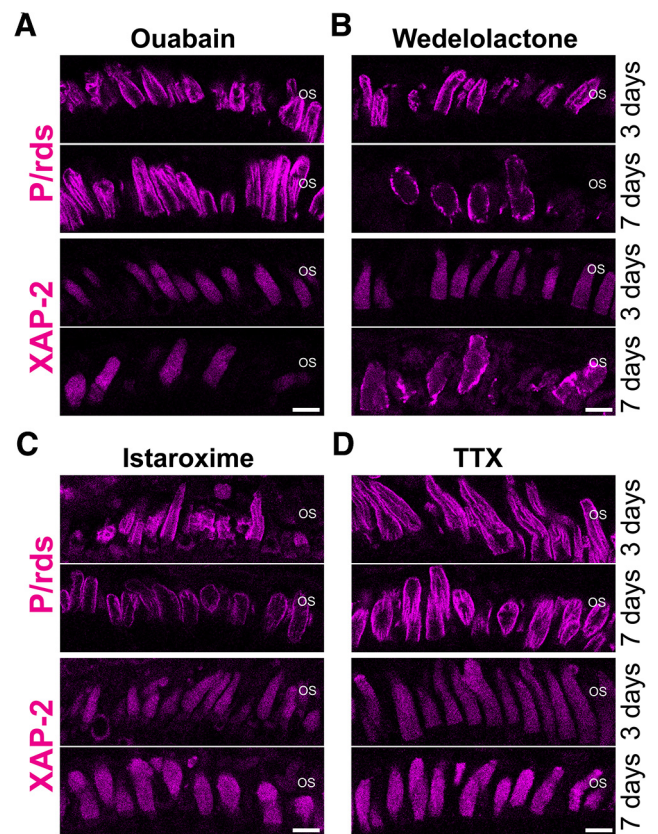 A
Ouabain
B
Wedelolactone
P/rds
OS
OS
3 days
OS
OS
7 days
XAP-2
OS
OS
3 days
OS
OS
7 days
C
Istaroxime
D
TTX
P/rds
OS
OS
3 days
OS
OS
7 days
XAP-2
OS
OS
3 days
OS
OS
7 days